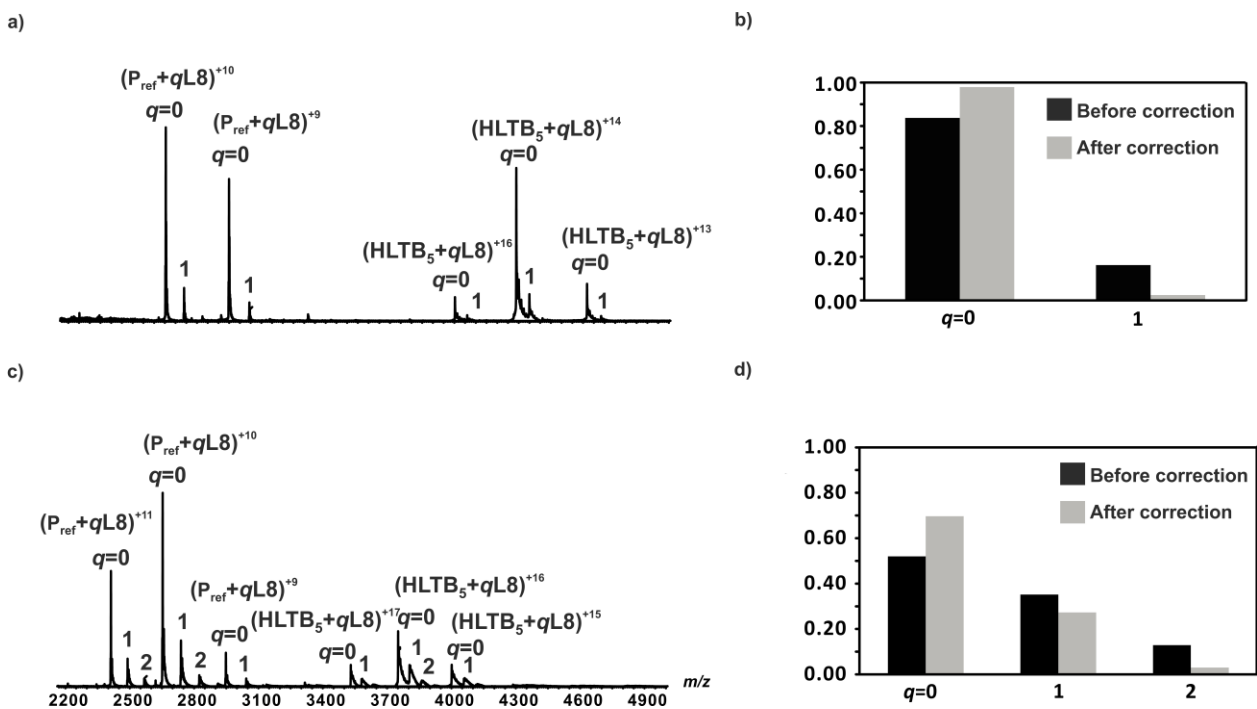 a)
(Pref+qL8)+10
q=0
1
(Pref+qL8)+9
q=0
1
(HLTB5+qL8)+16
q=0
1
(HLTB5+qL8)+14
q=0
1
(HLTB5+qL8)+13
q=0
1
b)
1.00
0.80
0.60
0.40
0.20
0.00
Before correction
After correction
q=0 1
c)
(Pref+qL8)+11
q=0
1
2
(Pref+qL8)+10
q=0
1
2
(Pref+qL8)+9
q=0
1
(HLTB5+qL8)+17
q=0
1
(HLTB5+qL8)+16
q=0
1
2
(HLTB5+qL8)+15
q=0
1
2200 2500 2800 3100 3400 3700 4000 4300 4600 4900
m/z
d)
1.00
0.80
0.60
0.40
0.20
0.00
Before correction
After correction
q=0 1 2